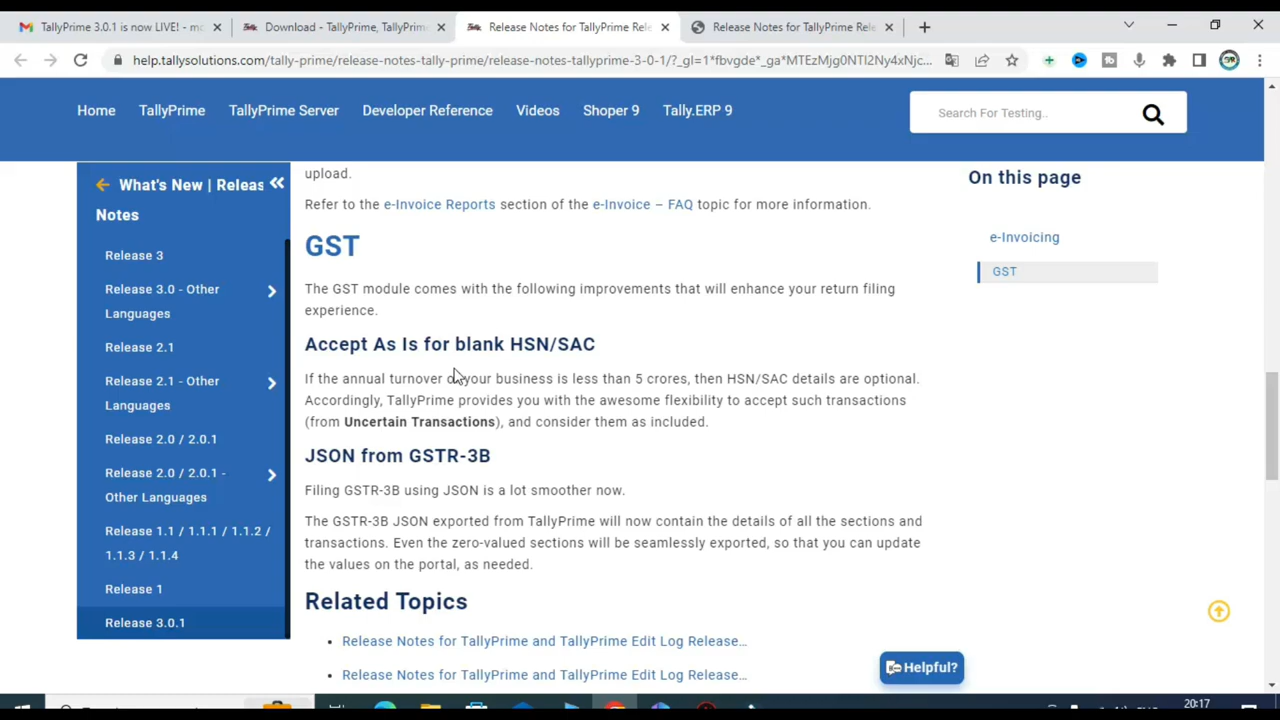 TallyPrime 3.0.1 is now LIVE! - mo
Download - TallyPrime, TallyPrime
Release Notes for TallyPrime Rele
Release Notes for TallyPrime Rele
help.tallysolutions.com/tally-prime/release-notes-tally-prime/release-notes-tallyprime-3-0-1/?_gl=1*fbvgde*_ga*MTEzMjg0NTI2Ny4xNjc...
Home
TallyPrime
TallyPrime Server
Developer Reference
Videos
Shoper 9
Tally.ERP 9
Search For Testing..
What's New | Releas
Notes
Release 3
Release 3.0 - Other
Languages
Release 2.1
Release 2.1 - Other
Languages
Release 2.0 / 2.0.1
Release 2.0 / 2.0.1 -
Other Languages
Release 1.1 / 1.1.1 / 1.1.2 /
1.1.3 / 1.1.4
Release 1
Release 3.0.1
upload.
Refer to the e-Invoice Reports section of the e-Invoice – FAQ topic for more information.
GST
The GST module comes with the following improvements that will enhance your return filing
experience.
Accept As Is for blank HSN/SAC
If the annual turnover of your business is less than 5 crores, then HSN/SAC details are optional.
Accordingly, TallyPrime provides you with the awesome flexibility to accept such transactions
(from Uncertain Transactions), and consider them as included.
JSON from GSTR-3B
Filing GSTR-3B using JSON is a lot smoother now.
The GSTR-3B JSON exported from TallyPrime will now contain the details of all the sections and
transactions. Even the zero-valued sections will be seamlessly exported, so that you can update
the values on the portal, as needed.
Related Topics
Release Notes for TallyPrime and TallyPrime Edit Log Release...
Release Notes for TallyPrime and TallyPrime Edit Log Release...
On this page
e-Invoicing
GST
Helpful?
20:17